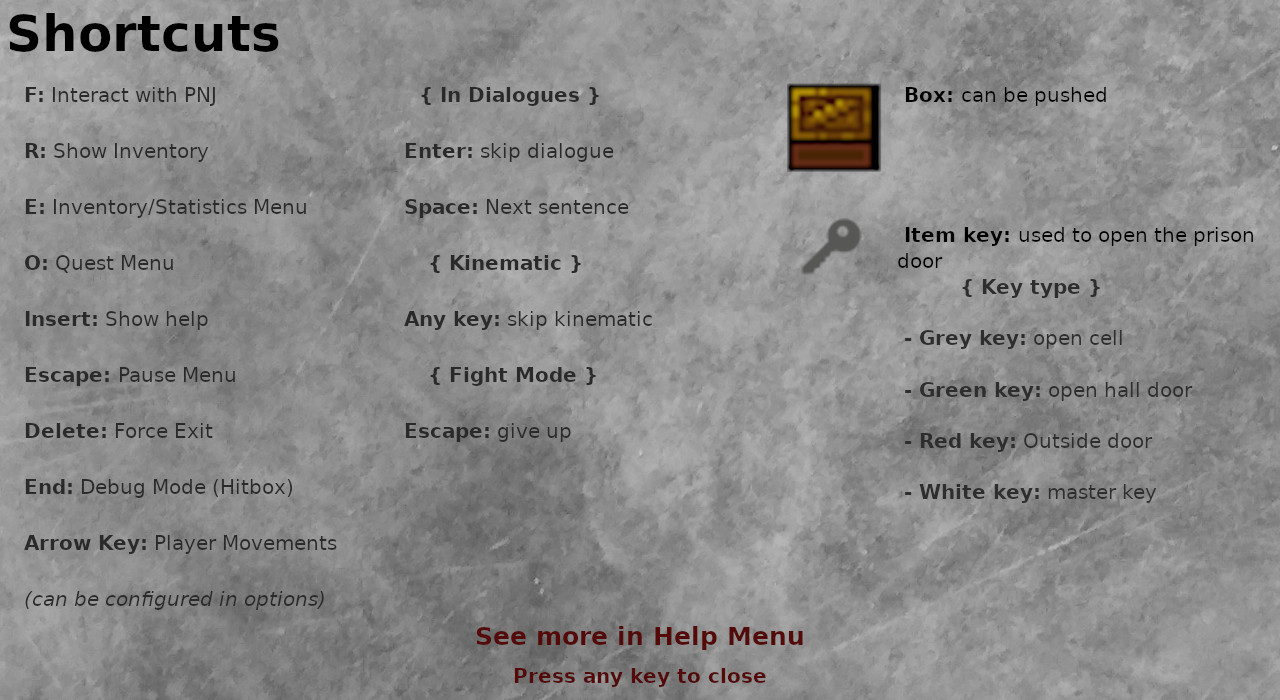 Shortcuts
F: Interact with PNJ
R: Show Inventory
E: Inventory/Statistics Menu
O: Quest Menu
Insert: Show help
Escape: Pause Menu
Delete: Force Exit
End: Debug Mode (Hitbox)
Arrow Key: Player Movements
(can be configured in options)
{ In Dialogues }
Enter: skip dialogue
Space: Next sentence
{ Kinematic }
Any key: skip kinematic
{ Fight Mode }
Escape: give up
Box: can be pushed
Item key: used to open the prison
door
{ Key type }
- Grey key: open cell
- Green key: open hall door
- Red key: Outside door
- White key: master key
See more in Help Menu
Press any key to close